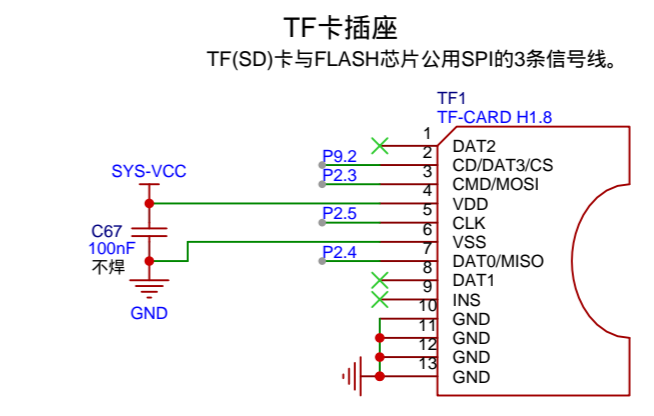 TF卡插座
TF(SD)卡与FLASH芯片公用SPI的3条信号线。
TF1
TF-CARD H1.8
1
DAT2
P9.2
2
CD/DAT3/CS
P2.3
3
CMD/MOSI
SYS-VCC
4
VDD
P2.5
5
CLK
C67
100nF
不焊
6
VSS
P2.4
7
DAT0/MISO
8
DAT1
9
INS
GND
10
GND
11
GND
12
GND
13
GND